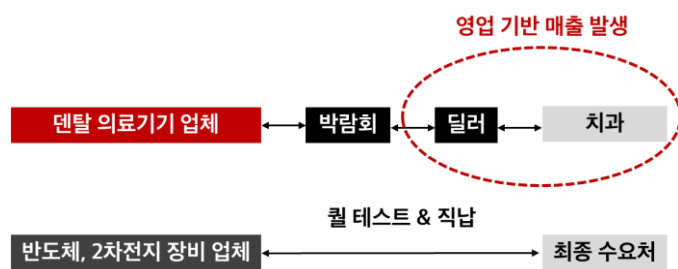 영업 기반 매출 발생
덴탈 의료기기 업체
박람회
딜러
치과
퀄 테스트 & 직납
반도체, 2차전지 장비 업체
최종 수요처